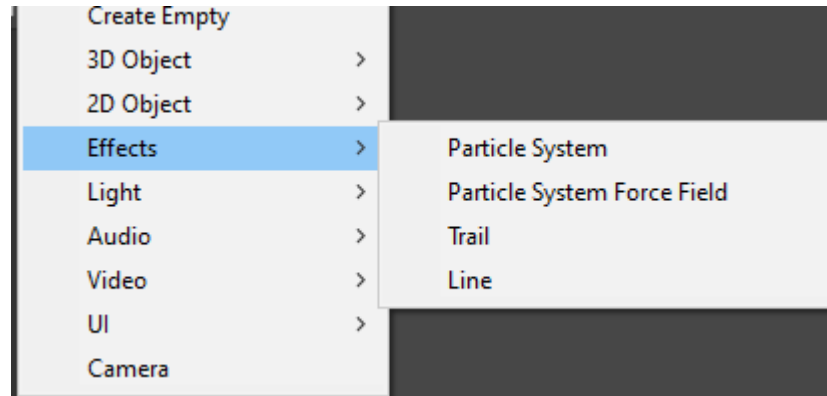 Create Empty
3D Object
2D Object
Effects
Light
Audio
Video
UI
Camera
Particle System
Particle System Force Field
Trail
Line